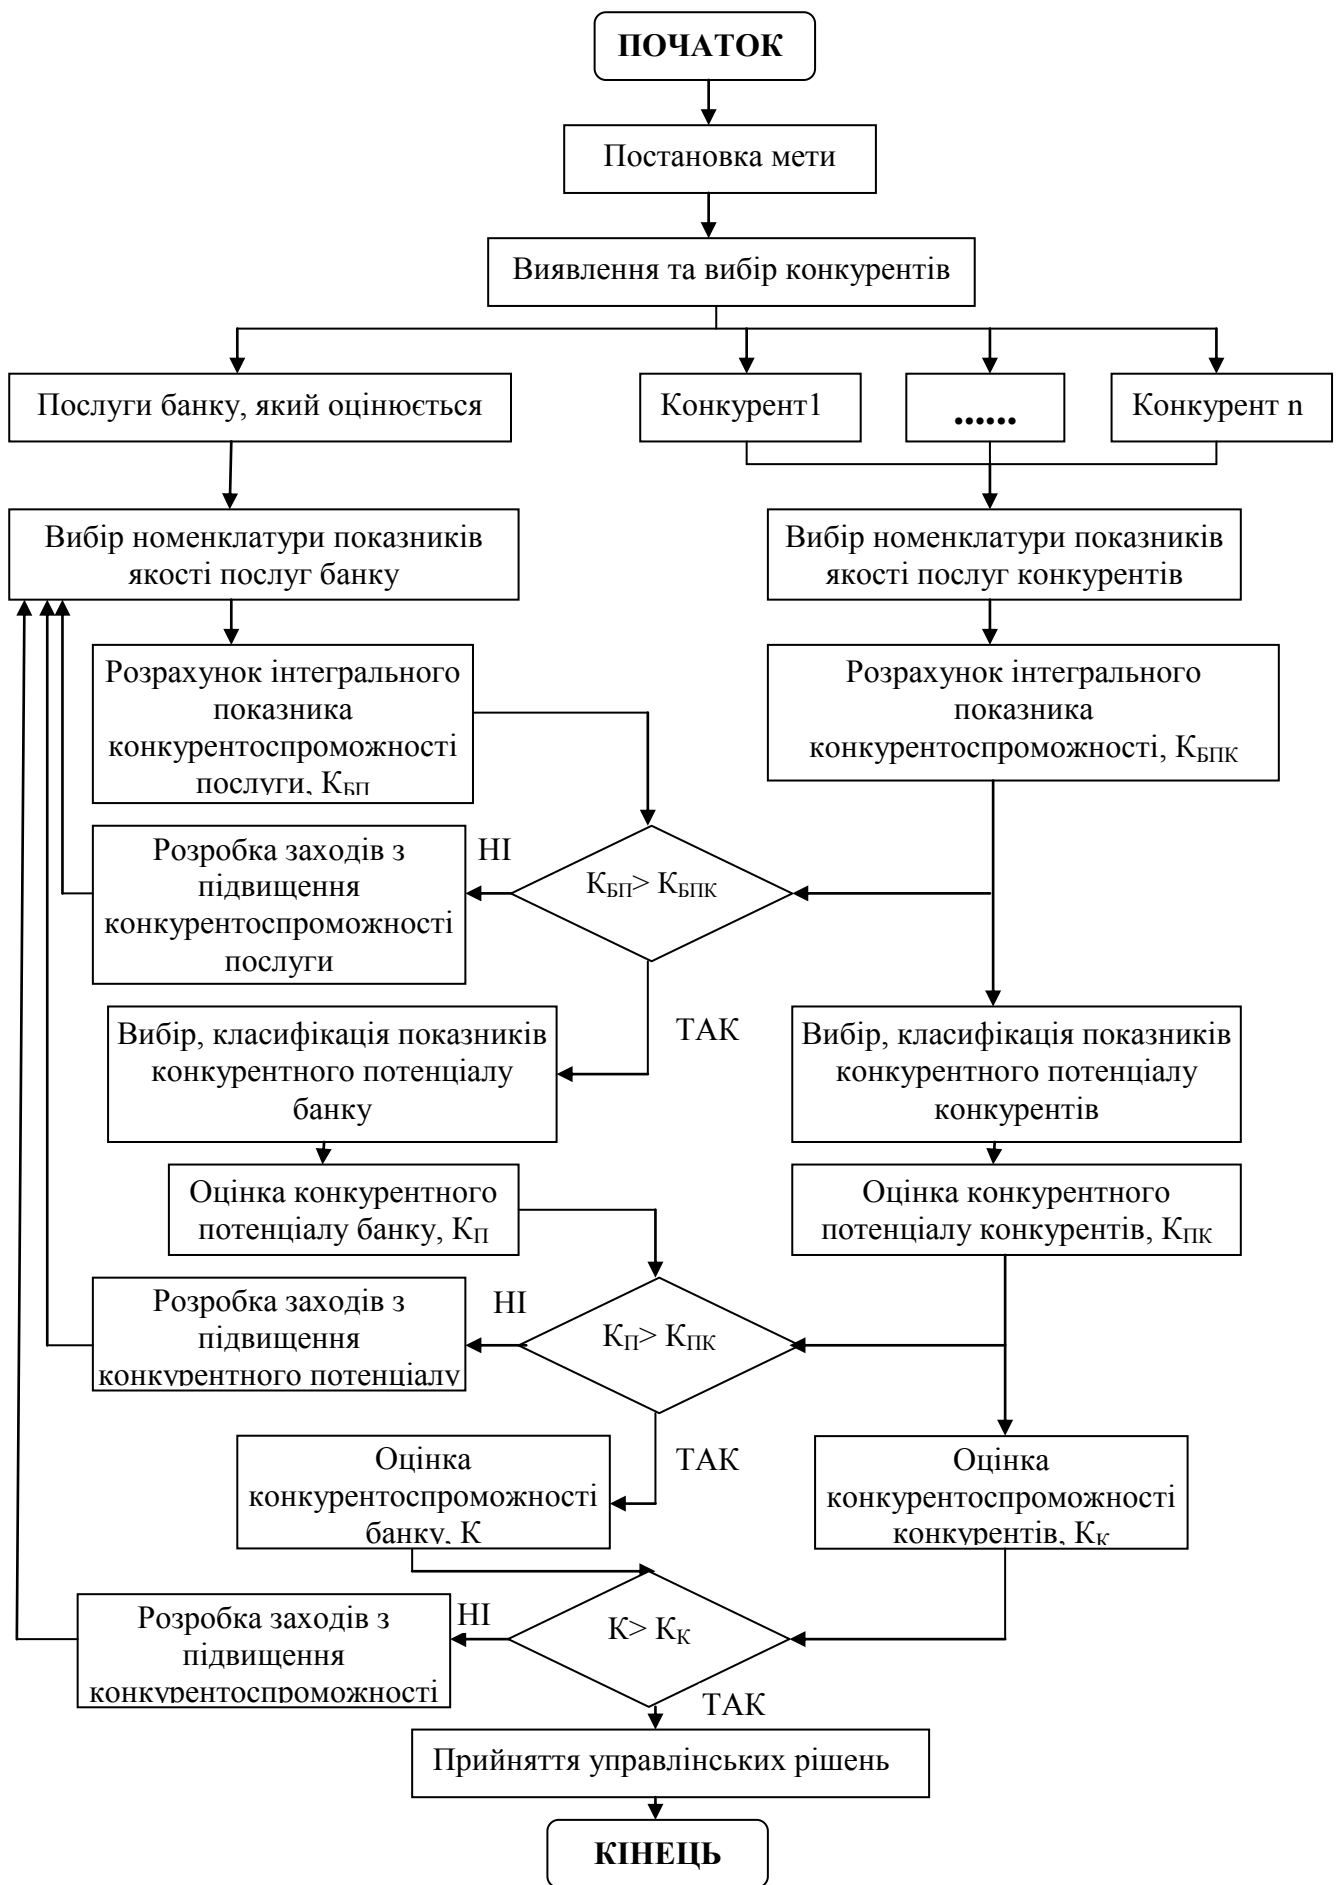 ПОЧАТОК
Постановка мети
Виявлення та вибір конкурентів
Послуги банку, який оцінюється
Конкурент1
......
Конкурент n
Вибір номенклатури показників
якості послуг банку
Вибір номенклатури показників
якості послуг конкурентів
Розрахунок інтегрального
показника
конкурентоспроможності
послуги, КБП
Розрахунок інтегрального
показника
конкурентоспроможності, КБПК
Розробка заходів з
підвищення
конкурентоспроможності
послуги
НІ
КБП> КБПК
ТАК
Вибір, класифікація показників
конкурентного потенціалу
банку
Вибір, класифікація показників
конкурентного потенціалу
конкурентів
Оцінка конкурентного
потенціалу банку, КП
Оцінка конкурентного
потенціалу конкурентів, КПК
Розробка заходів з
підвищення
конкурентного потенціалу
НІ
КП> КПК
ТАК
Оцінка
конкурентоспроможності
банку, К
Оцінка
конкурентоспроможності
конкурентів, КК
Розробка заходів з
підвищення
конкурентоспроможності
НІ
К> КК
ТАК
Прийняття управлінських рішень
КІНЕЦЬ